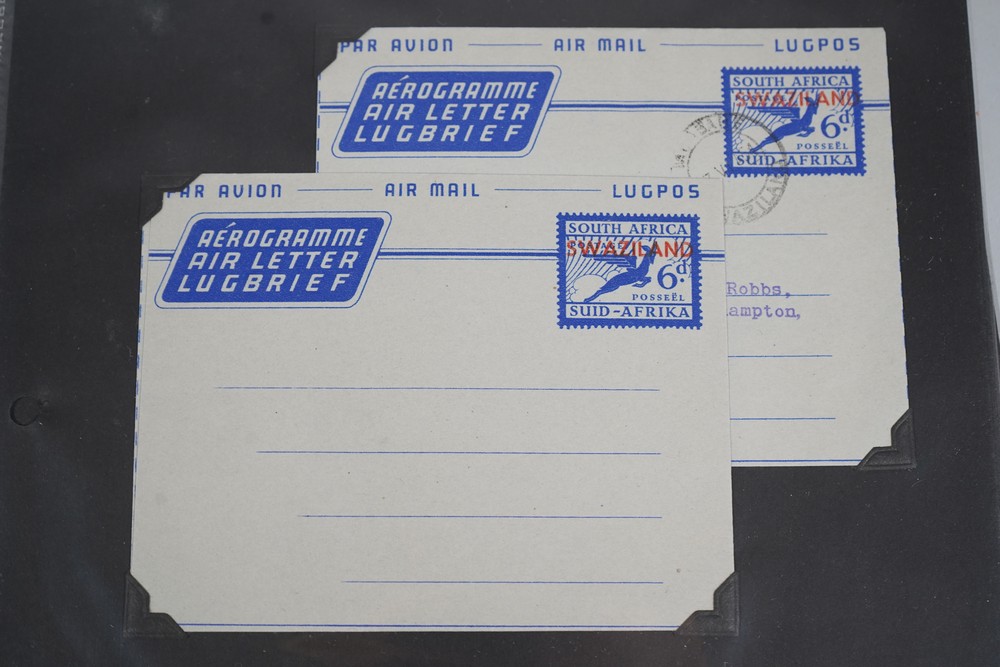 PAR AVION AIR MAIL LUGPOS
AÉROGRAMME
AIR LETTER
LUGBRIEF
SOUTH AFRICA
SWAZILAND
6d.
POSSEËL
SUID-AFRIKA
Robbs,
ampton,
PAR AVION AIR MAIL LUGPOS
AÉROGRAMME
AIR LETTER
LUGBRIEF
SOUTH AFRICA
SWAZILAND
6d.
POSSEËL
SUID-AFRIKA